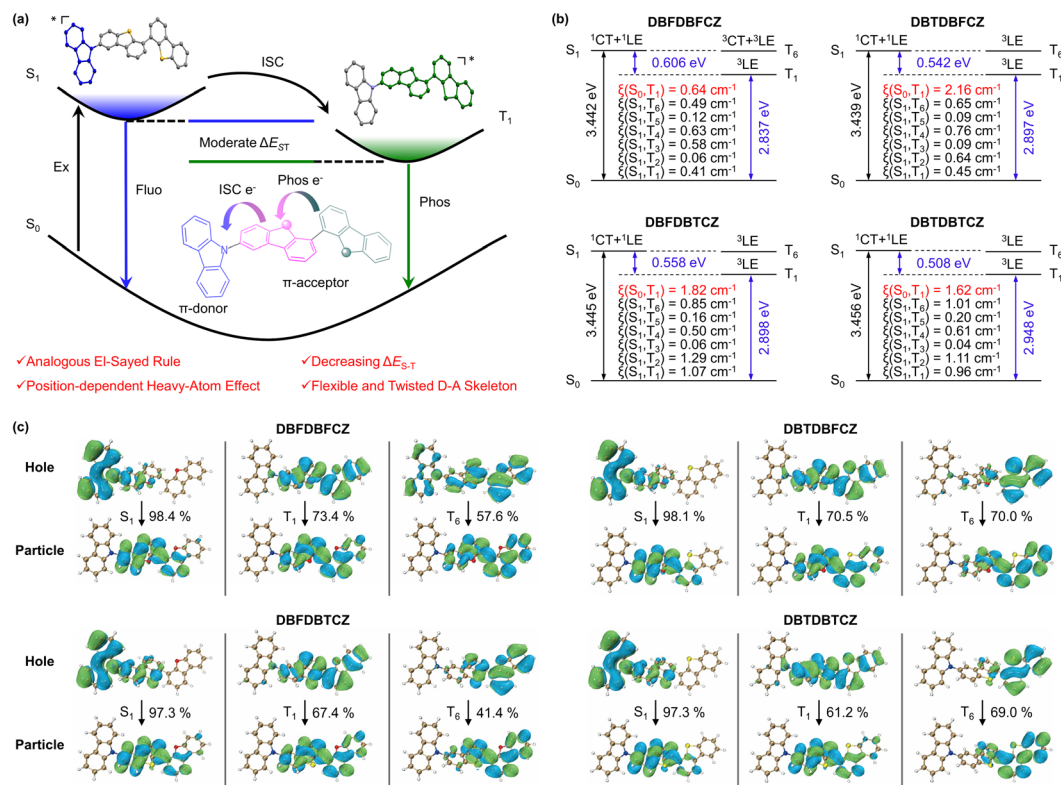 (a)
*
S1
ISC
*
T1
Moderate ΔEST
Ex
Fluo
Phos
ISC e-
Phos e-
S0
N
π-donor
π-acceptor
✓Analogous El-Sayed Rule
✓Decreasing ΔES-T
✓Position-dependent Heavy-Atom Effect
✓Flexible and Twisted D-A Skeleton
(b)
DBFDBFCZ
S1
1CT+1LE
3CT+3LE
T6
0.606 eV
3LE
T1
3.442 eV
ξ(S0,T1) = 0.64 cm-1
ξ(S1,T6) = 0.49 cm-1
ξ(S1,T5) = 0.12 cm-1
ξ(S1,T4) = 0.63 cm-1
ξ(S1,T3) = 0.58 cm-1
ξ(S1,T2) = 0.06 cm-1
ξ(S1,T1) = 0.41 cm-1
2.837 eV
S0
DBTDBFCZ
S1
1CT+1LE
3LE
T6
0.542 eV
3LE
T1
3.439 eV
ξ(S0,T1) = 2.16 cm-1
ξ(S1,T6) = 0.65 cm-1
ξ(S1,T5) = 0.09 cm-1
ξ(S1,T4) = 0.76 cm-1
ξ(S1,T3) = 0.09 cm-1
ξ(S1,T2) = 0.64 cm-1
ξ(S1,T1) = 0.45 cm-1
2.897 eV
S0
DBFDBTCZ
S1
1CT+1LE
3LE
T6
0.558 eV
3LE
T1
3.445 eV
ξ(S0,T1) = 1.82 cm-1
ξ(S1,T6) = 0.85 cm-1
ξ(S1,T5) = 0.16 cm-1
ξ(S1,T4) = 0.50 cm-1
ξ(S1,T3) = 0.06 cm-1
ξ(S1,T2) = 1.29 cm-1
ξ(S1,T1) = 1.07 cm-1
2.898 eV
S0
DBTDBTCZ
S1
1CT+1LE
3LE
T6
0.508 eV
3LE
T1
3.456 eV
ξ(S0,T1) = 1.62 cm-1
ξ(S1,T6) = 1.01 cm-1
ξ(S1,T5) = 0.20 cm-1
ξ(S1,T4) = 0.61 cm-1
ξ(S1,T3) = 0.04 cm-1
ξ(S1,T2) = 1.11 cm-1
ξ(S1,T1) = 0.96 cm-1
2.948 eV
S0
(c)
DBFDBFCZ
DBTDBFCZ
Hole
S1 98.4 %
T1 73.4 %
T6 57.6 %
S1 98.1 %
T1 70.5 %
T6 70.0 %
Particle
DBFDBTCZ
DBTDBTCZ
Hole
S1 97.3 %
T1 67.4 %
T6 41.4 %
S1 97.3 %
T1 61.2 %
T6 69.0 %
Particle